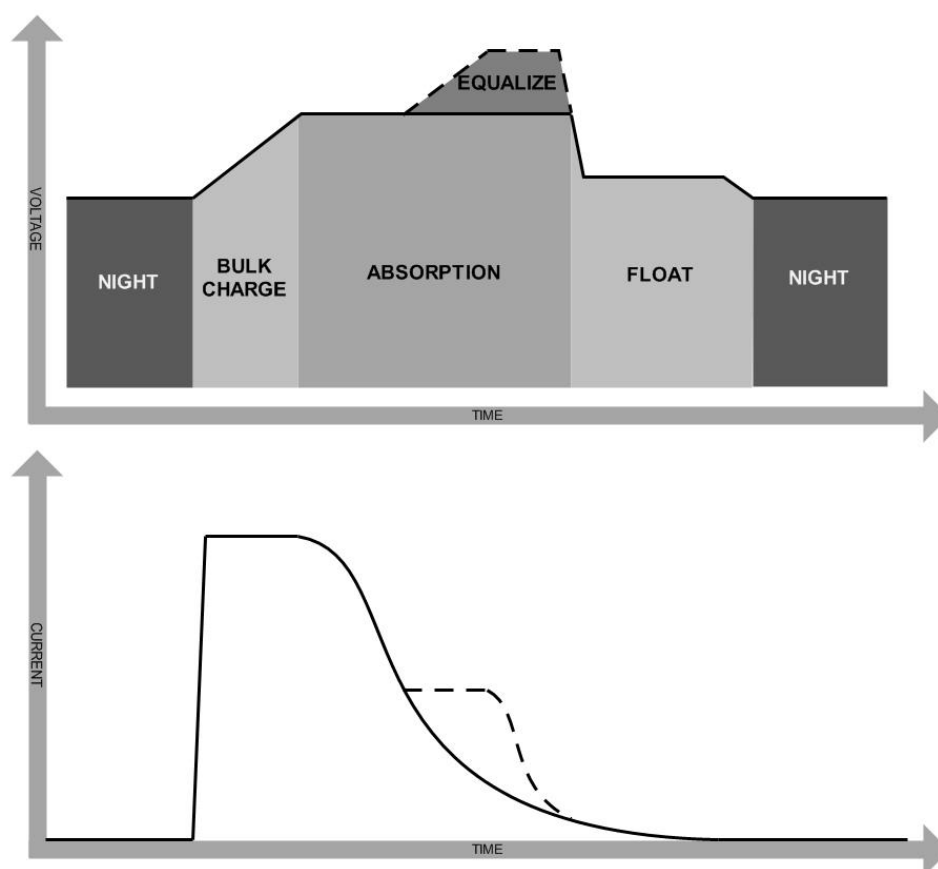 EQUALIZE
VOLTAGE
NIGHT
BULK
CHARGE
ABSORPTION
FLOAT
NIGHT
TIME
CURRENT
TIME